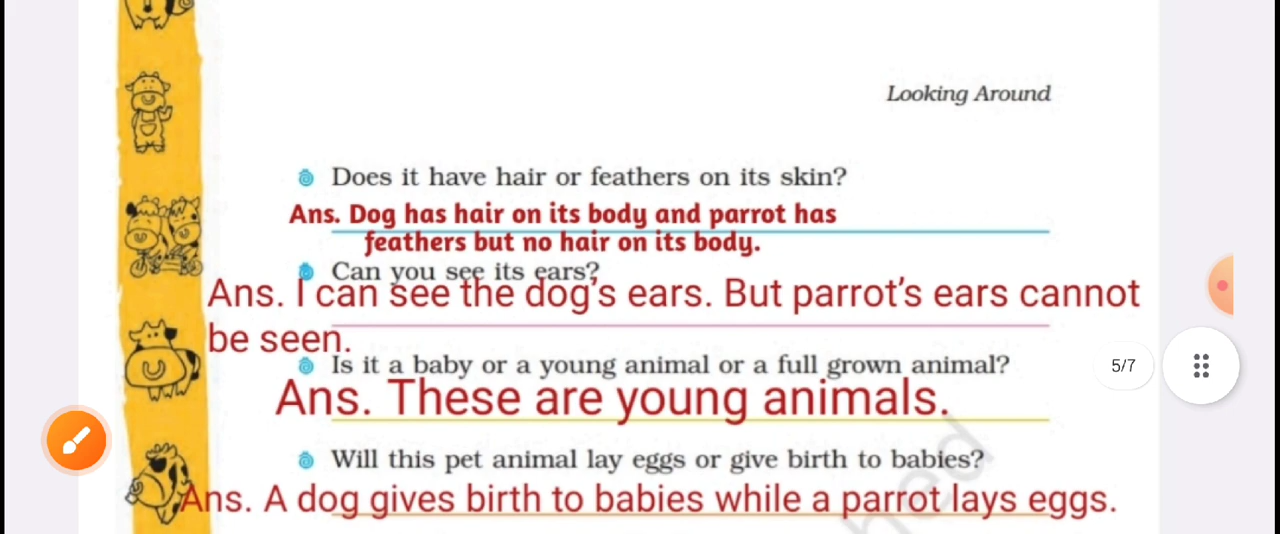 Looking Around
Does it have hair or feathers on its skin?
Ans. Dog has hair on its body and parrot has
feathers but no hair on its body.
Can you see its ears?
Ans. I can see the dog's ears. But parrot's ears cannot
be seen.
Is it a baby or a young animal or a full grown animal?
5/7
Ans. These are young animals.
Will this pet animal lay eggs or give birth to babies?
Ans. A dog gives birth to babies while a parrot lays eggs.